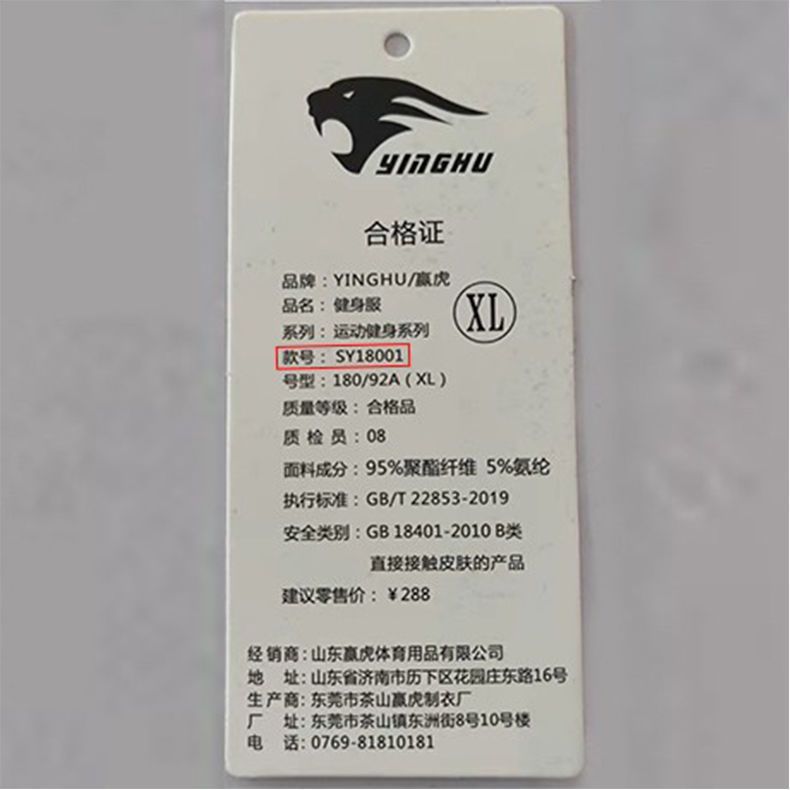 YINGHU
合格证
品牌：YINGHU/赢虎
品名：健身服
系列：运动健身系列
XL
款号：SY18001
号型：180/92A（XL）
质量等级：合格品
质检员：08
面料成分：95%聚酯纤维 5%氨纶
执行标准：GB/T 22853-2019
安全类别：GB 18401-2010 B类
直接接触皮肤的产品
建议零售价：￥288
经销商：山东赢虎体育用品有限公司
地 址：山东省济南市历下区花园庄东路16号
生产商：东莞市茶山赢虎制衣厂
厂 址：东莞市茶山镇东洲街8号10号楼
电 话：0769-81810181